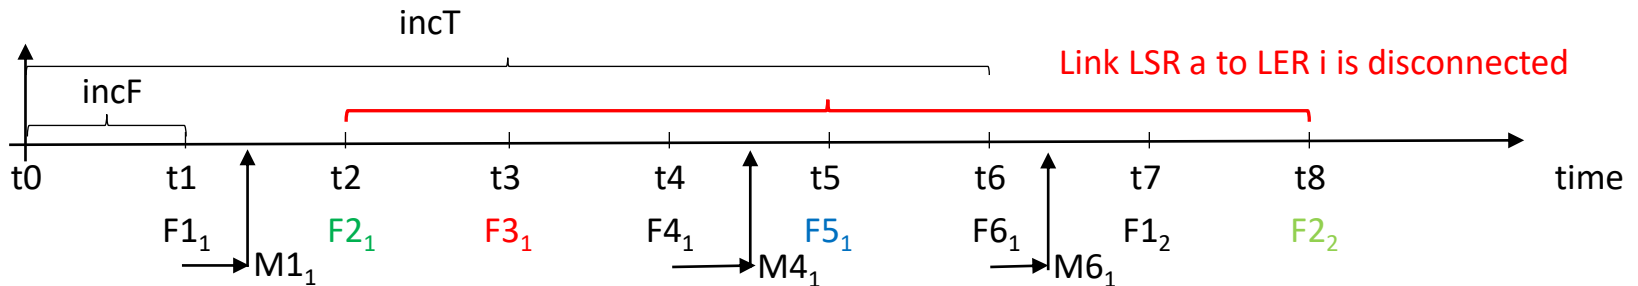 incT
Link LSR a to LER i is disconnected
incF
t0 t1 t2 t3 t4 t5 t6 t7 t8 time
F1₁ F2₁ F3₁ F4₁ F5₁ F6₁ F1₂ F2₂
M1₁ M4₁ M6₁